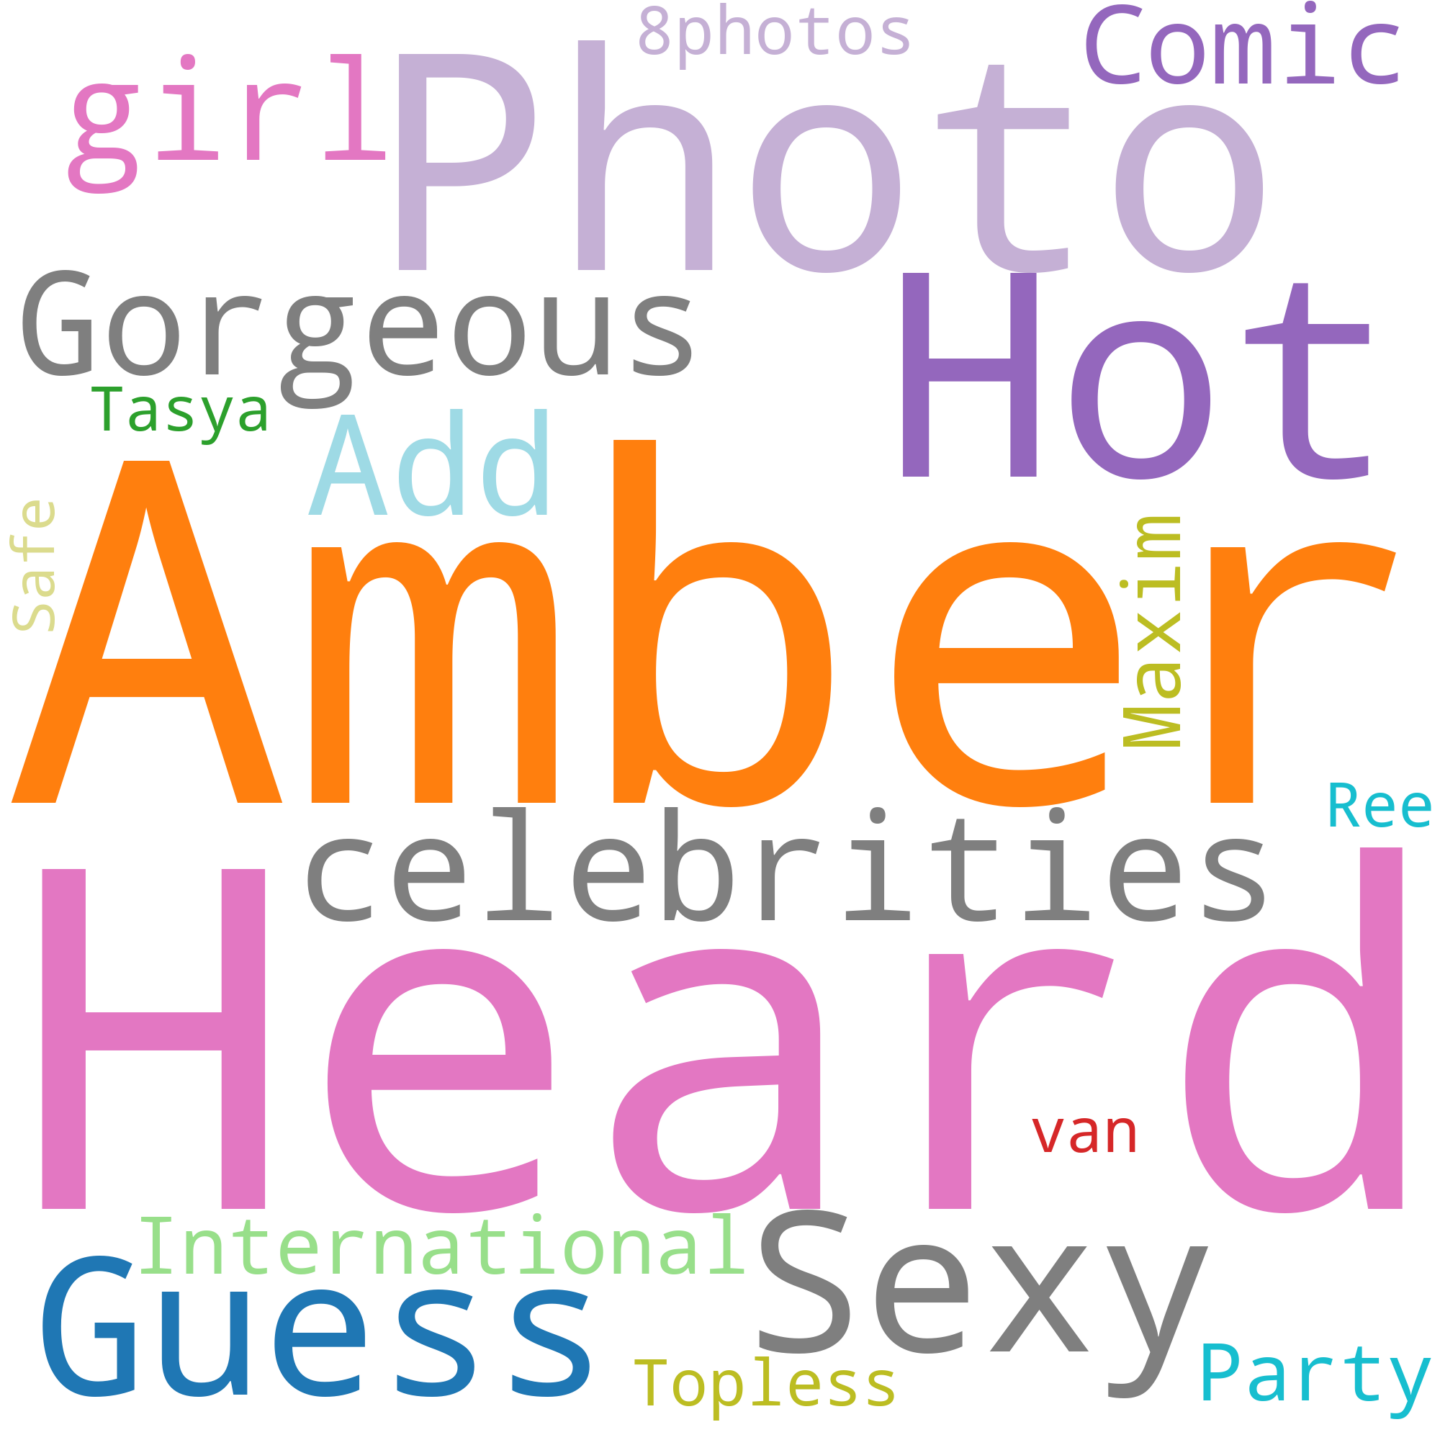 8photos
Comic
girl
Photo
Gorgeous
Hot
Tasya
Add
Safe
Amber
Maxim
Ree
celebrities
Heard
van
International
Sexy
Guess
Topless
Party